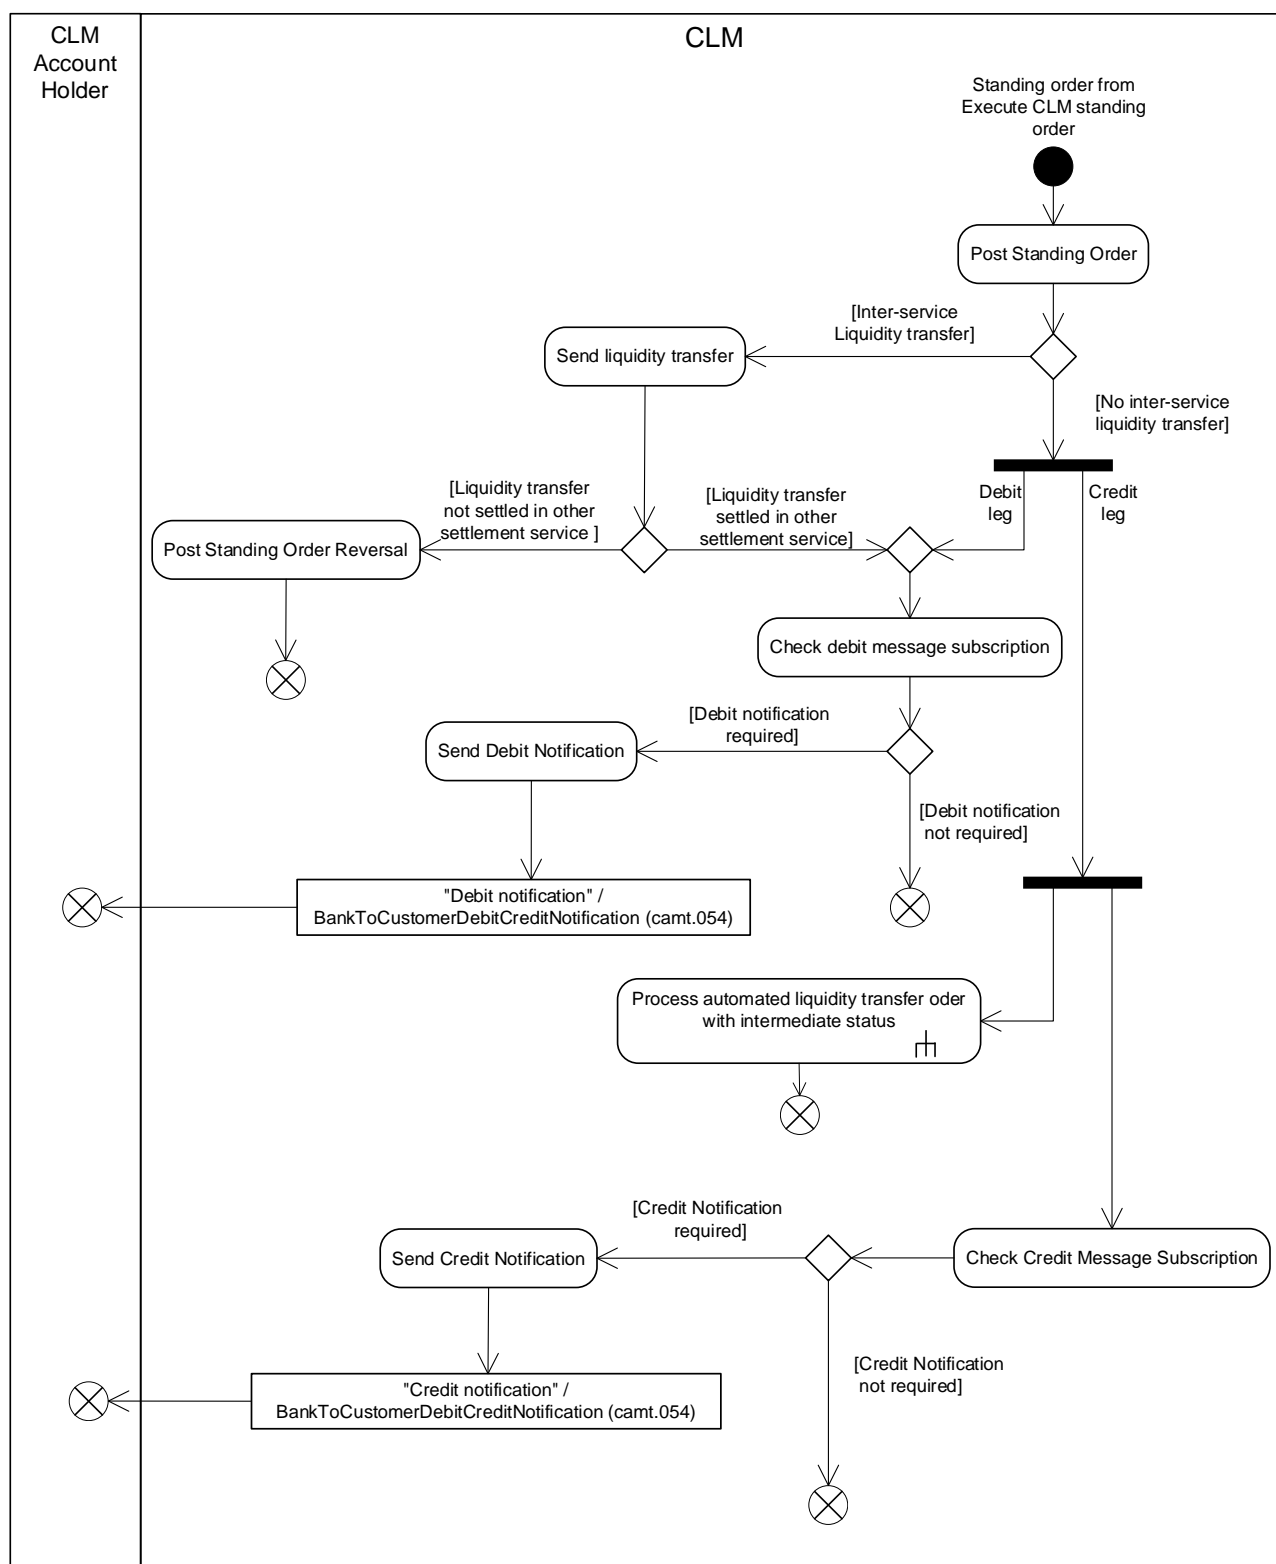 CLM
Account
Holder
CLM
Standing order from
Execute CLM standing
order
Post Standing Order
[Inter-service
Liquidity transfer]
Send liquidity transfer
[No inter-service
liquidity transfer]
[Liquidity transfer
not settled in other
settlement service ]
[Liquidity transfer
settled in other
settlement service]
Debit
leg
Credit
leg
Post Standing Order Reversal
Check debit message subscription
[Debit notification
required]
Send Debit Notification
[Debit notification
not required]
"Debit notification" /
BankToCustomerDebitCreditNotification (camt.054)
Process automated liquidity transfer oder
with intermediate status
[Credit Notification
required]
Send Credit Notification
Check Credit Message Subscription
[Credit Notification
not required]
"Credit notification" /
BankToCustomerDebitCreditNotification (camt.054)